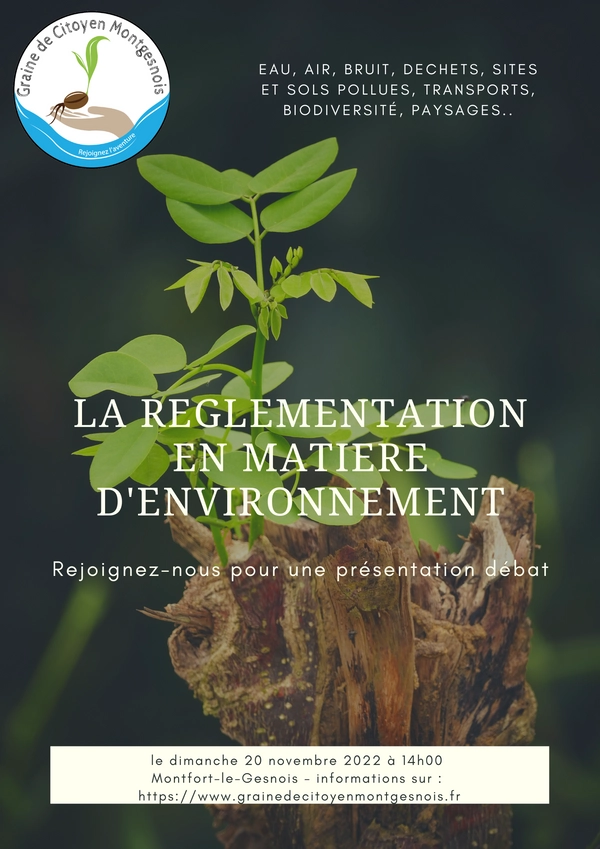 Graine de Citoyen Montgesnois
Rejoignez l'aventure
EAU, AIR, BRUIT, DECHETS, SITES
ET SOLS POLLUES, TRANSPORTS,
BIODIVERSITÉ, PAYSAGES..
LA REGLEMENTATION
EN MATIERE
D'ENVIRONNEMENT
Rejoignez-nous pour une présentation débat
le dimanche 20 novembre 2022 à 14h00
Montfort-le-Gesnois - informations sur :
https://www.grainedecitoyenmontgesnois.fr